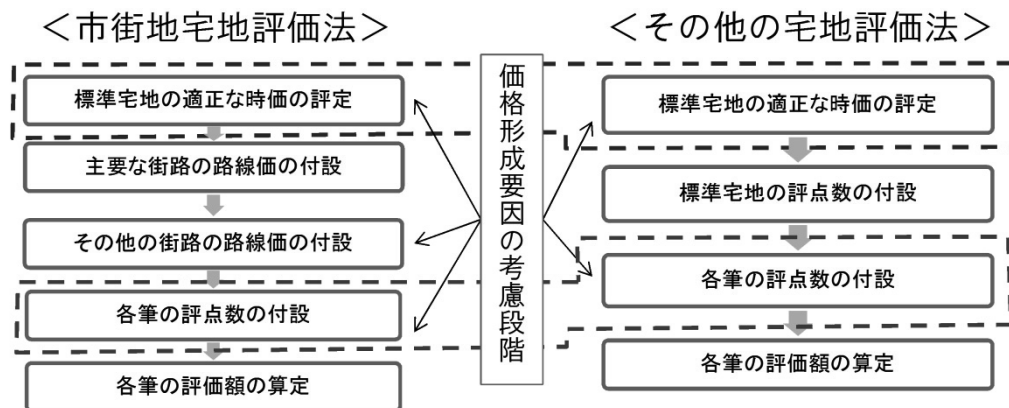 ＜市街地宅地評価法＞
標準宅地の適正な時価の評定
主要な街路の路線価の付設
その他の街路の路線価の付設
各筆の評点数の付設
各筆の評価額の算定
価格形成要因の考慮段階
＜その他の宅地評価法＞
標準宅地の適正な時価の評定
標準宅地の評点数の付設
各筆の評点数の付設
各筆の評価額の算定